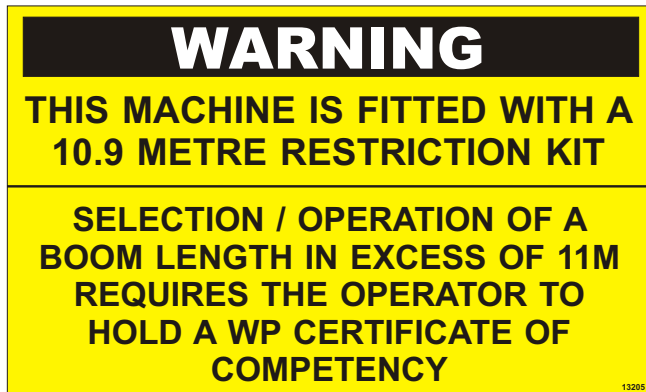 WARNING
THIS MACHINE IS FITTED WITH A
10.9 METRE RESTRICTION KIT
SELECTION / OPERATION OF A
BOOM LENGTH IN EXCESS OF 11M
REQUIRES THE OPERATOR TO
HOLD A WP CERTIFICATE OF
COMPETENCY
13205